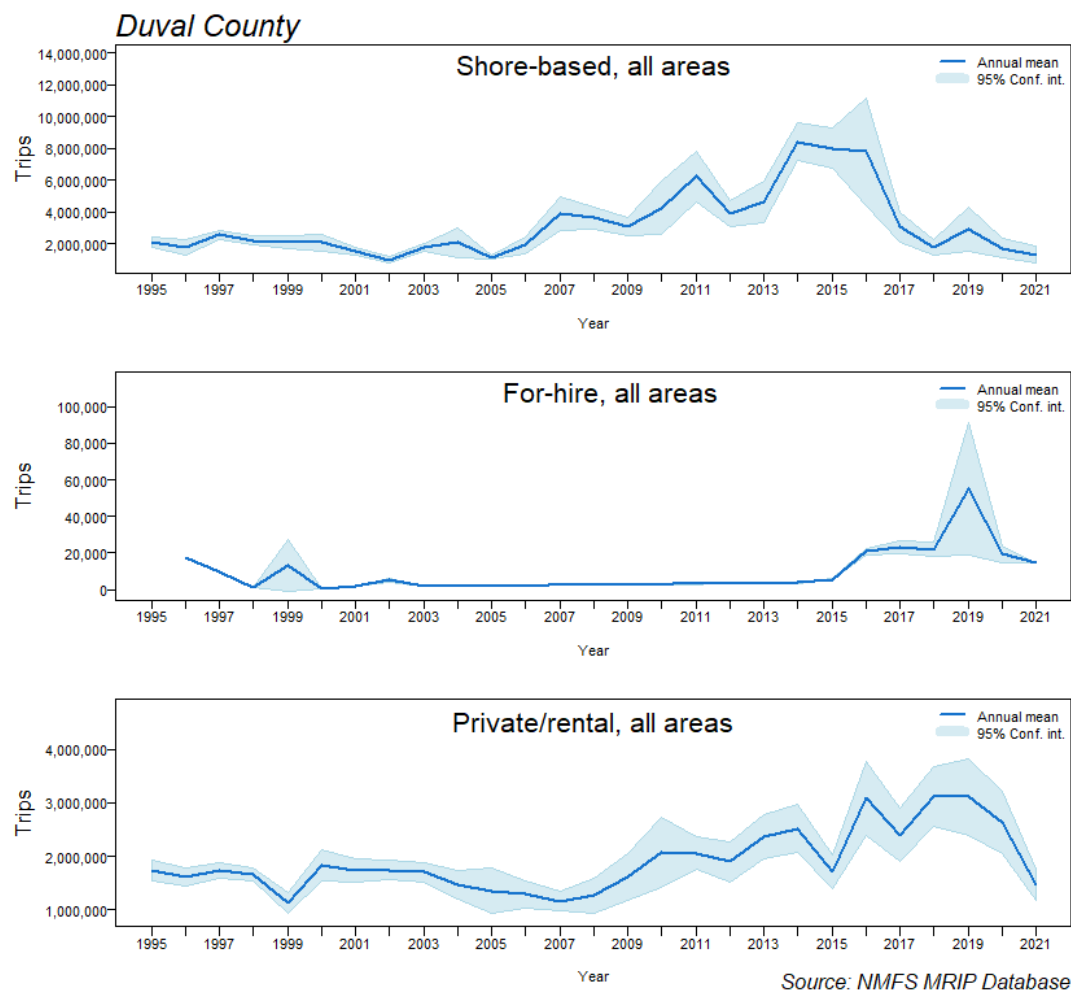 Duval County
Shore-based, all areas
Annual mean
95% Conf. int.
Trips
14,000,000
12,000,000
10,000,000
8,000,000
6,000,000
4,000,000
2,000,000
1995 1997 1999 2001 2003 2005 2007 2009 2011 2013 2015 2017 2019 2021
Year
For-hire, all areas
Annual mean
95% Conf. int.
Trips
100,000
80,000
60,000
40,000
20,000
0
1995 1997 1999 2001 2003 2005 2007 2009 2011 2013 2015 2017 2019 2021
Year
Private/rental, all areas
Annual mean
95% Conf. int.
Trips
4,000,000
3,000,000
2,000,000
1,000,000
1995 1997 1999 2001 2003 2005 2007 2009 2011 2013 2015 2017 2019 2021
Year
Source: NMFS MRIP Database